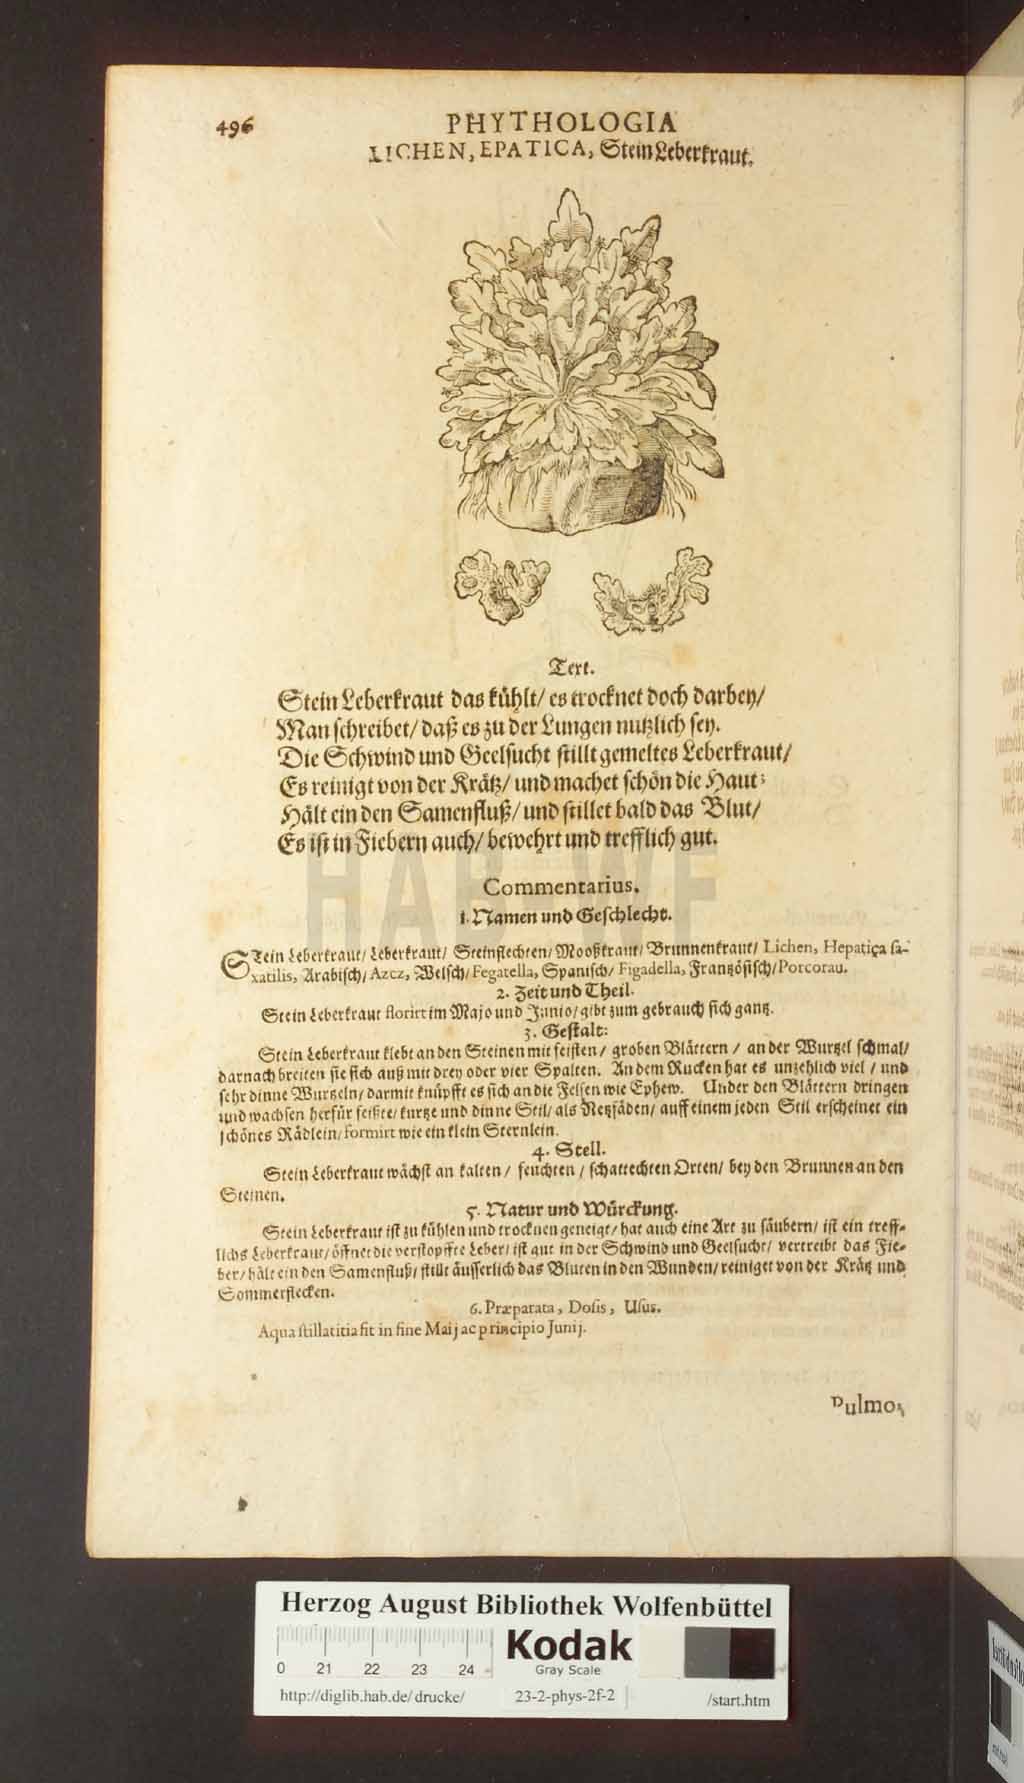 496
PHYTHOLOGIA
LICHEN, EPATICA, Stein Leberkraut.
Text.
Stein Leberkraut das kühlt/ es trocknet doch darbey/
Man schreibet/ daß es zu der Lungen nutzlich sey.
Die Schwind und Geelsucht stillt gemeltes Leberkraut/
Es reinigt von der Krätz/ und machet schön die Haut:
Hält ein den Samenfluß/ und stillet bald das Blut/
Es ist in Fiebern auch/ bewehrt und trefflich gut.
HAB WF
Commentarius.
1. Namen und Geschlecht.
STein Leberkraut/ Leberkraut/ Steinflechten/ Mooßkraut/ Brunnenkraut/ Lichen, Hepatica sa-
xatilis, Arabisch/ Azcz, Welsch/ Fegatella, Spanisch/ Figadella, Französisch/ Porcorau.
2. Zeit und Theil.
Stein Leberkraut florirt im Majo und Junio/ gibt zum gebrauch sich gantz.
3. Gestalt:
Stein Leberkraut klebt an den Steinen mit feisten/ groben Blättern/ an der Wurtzel schmal/
darnach breiten sie sich auß mit drey oder vier Spalten. An dem Rucken hat es unzehlich viel/ und
sehr dinne Wurtzeln/ darmit knüpfft es sich an die Felsen wie Ephew. Under den Blättern dringen
und wachsen herfür feißte/ kurtze und dinne Stil/ als Netzfäden/ auff einem jeden Stil erscheinet ein
schönes Rädlein/ formirt wie ein klein Sternlein.
4. Stell.
Stein Leberkraut wächst an kalten/ feuchten/ schattechten Orten/ bey den Brunnen an den
Steinen.
5. Natur und Würckung.
Stein Leberkraut ist zu kühlen und trocknen geneigt/ hat auch eine Art zu säubern/ ist ein treff-
lichs Leberkraut/ öffnet die verstopffte Leber/ ist gut in der Schwind und Geelsucht/ vertreibt das Fie-
ber/ hält ein den Samenfluß/ stillt äusserlich das Bluten in den Wunden/ reiniget von der Krätz und
Sommerflecken.
6. Præparata, Dosis, Usus.
Aqua stillatitia fit in fine Maij ac principio Junij.
Pulmo-
Herzog August Bibliothek Wolfenbüttel
Kodak
Gray Scale
0 21 22 23 24
http://diglib.hab.de/drucke/ 23-2-phys-2f-2 /start.htm